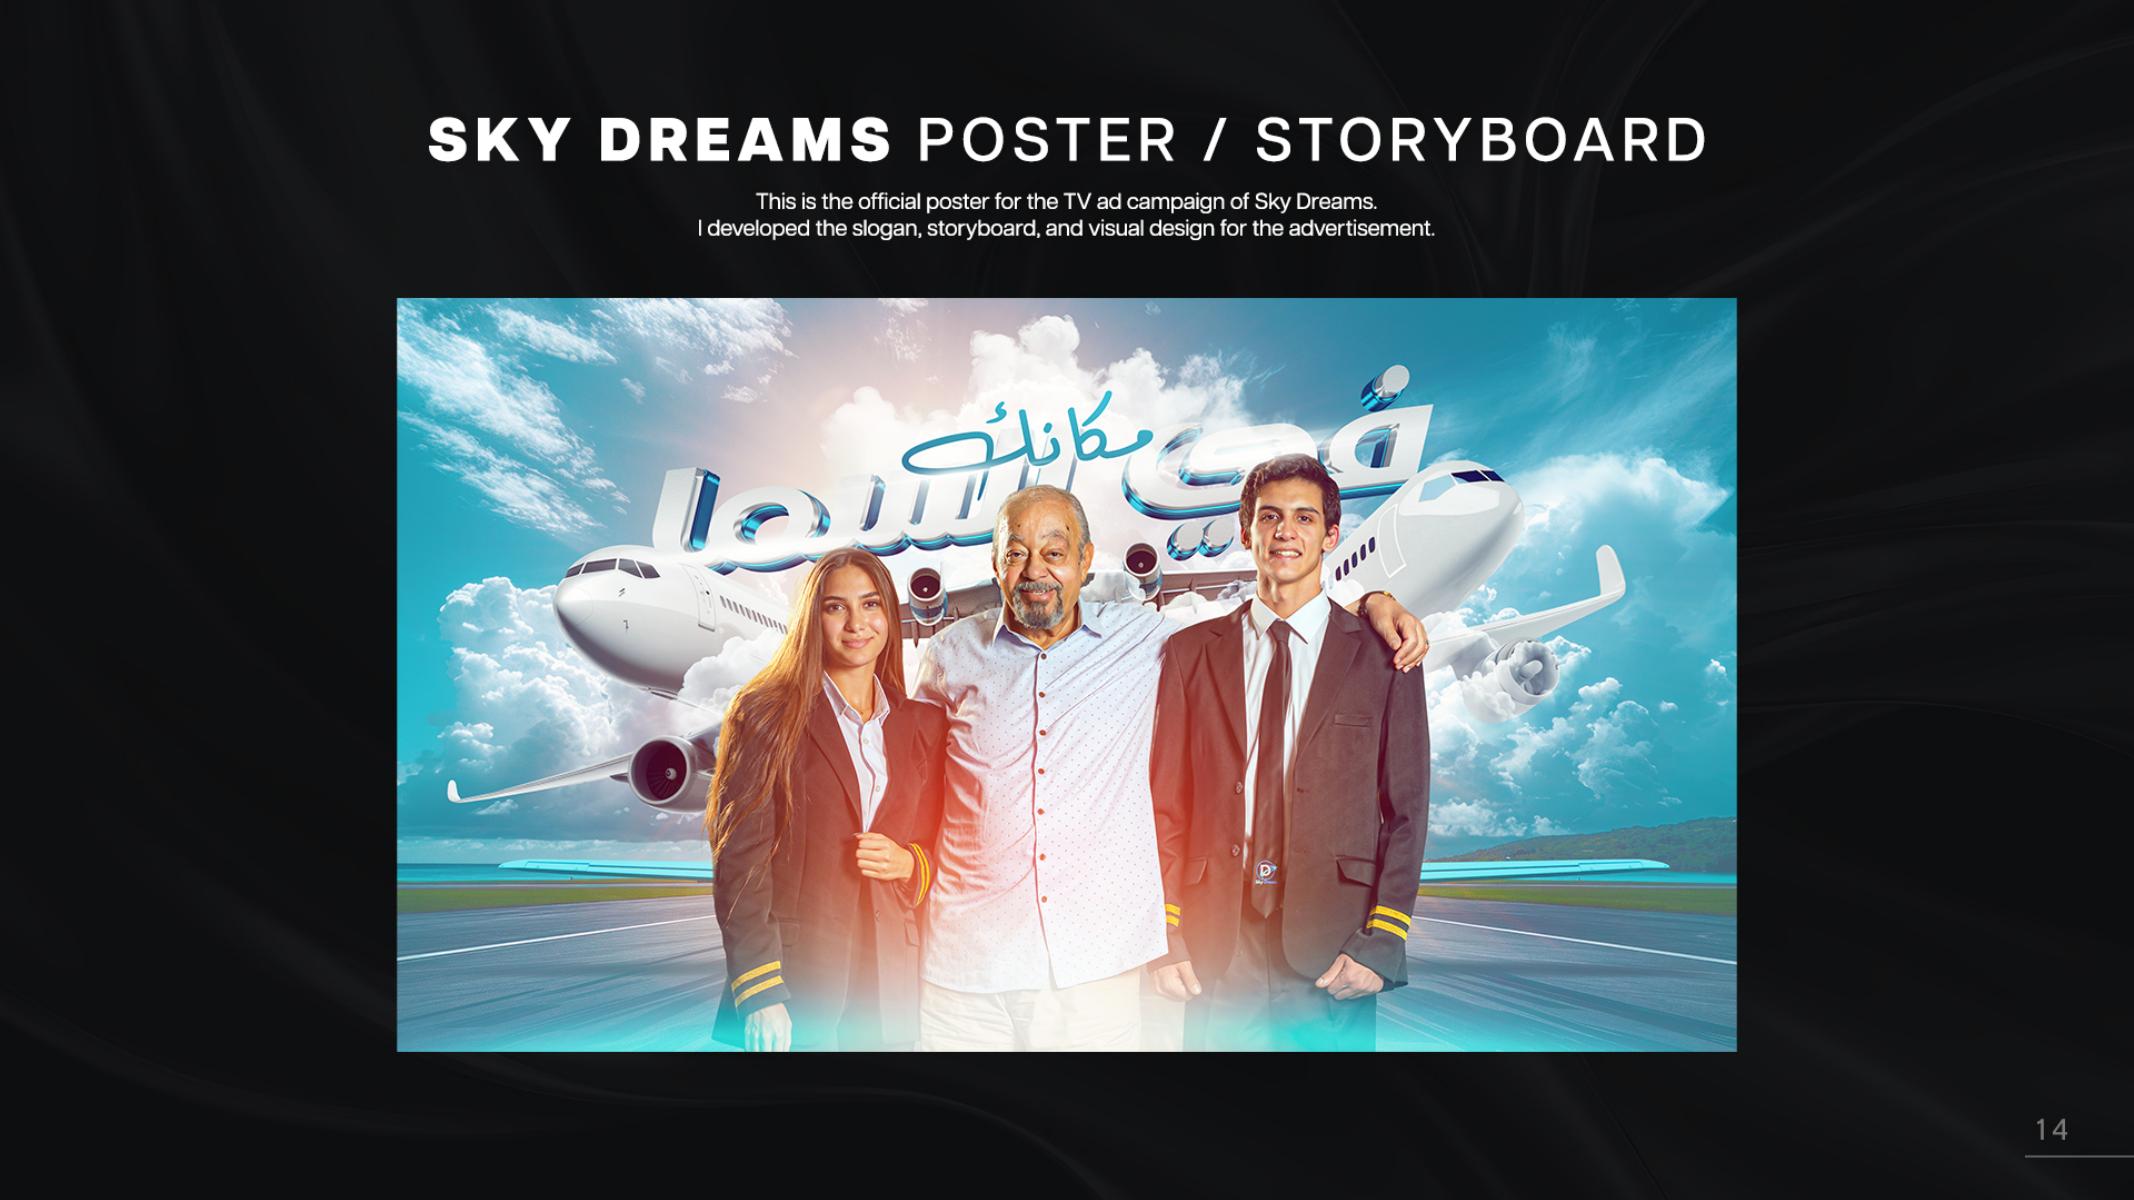 SKY DREAMS POSTER / STORYBOARD
This is the official poster for the TV ad campaign of Sky Dreams.
I developed the slogan, storyboard, and visual design for the advertisement.
مكانك
في السما
14